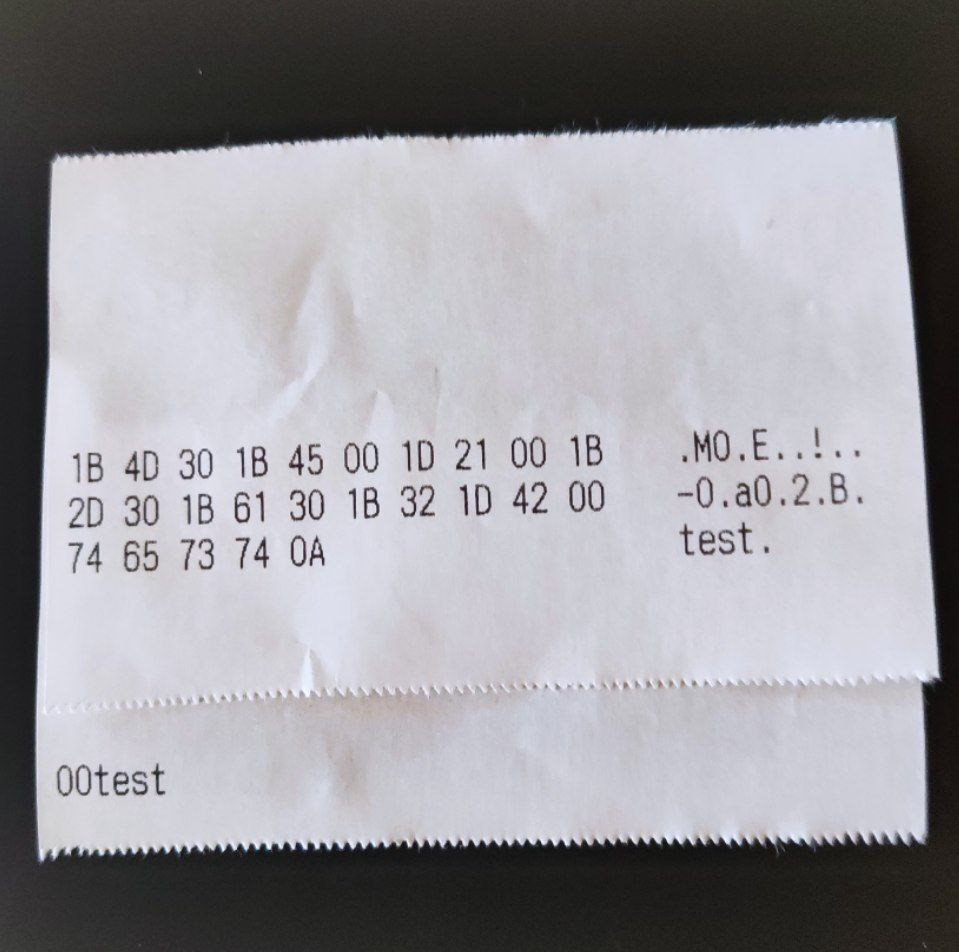 1B 4D 30 1B 45 00 1D 21 00 1B .M0.E..!..
2D 30 1B 61 30 1B 32 1D 42 00 -0.a0.2.B.
74 65 73 74 0A test.
00test